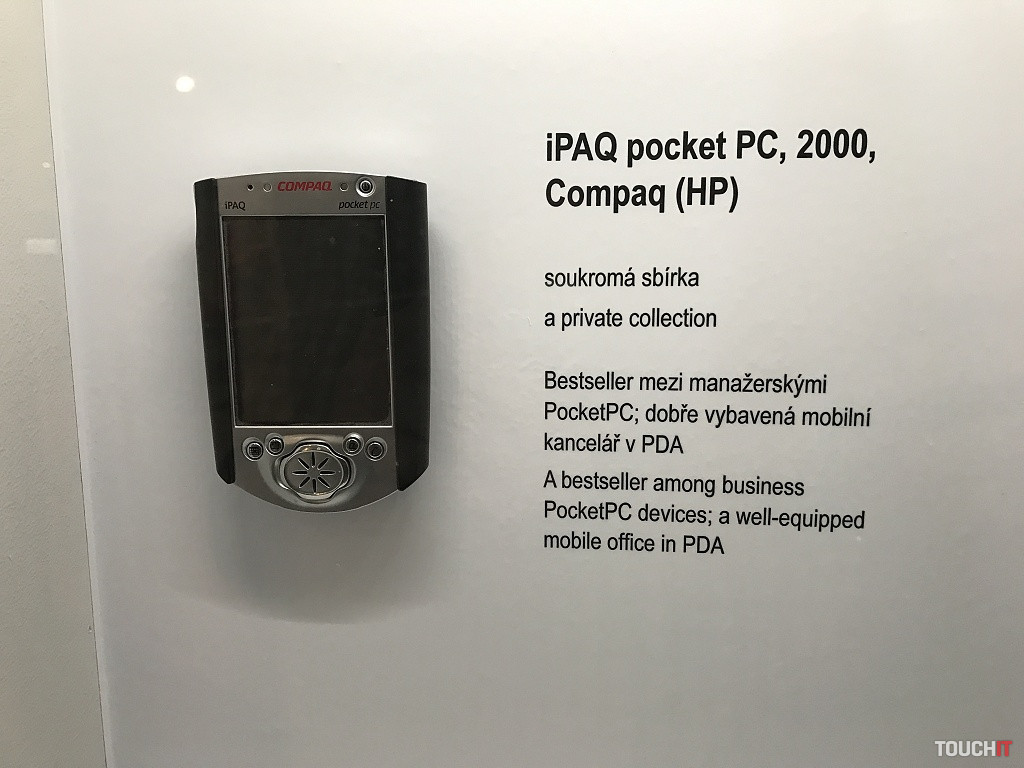 COMPAQ
iPAQ pocket pc
iPAQ pocket PC, 2000,
Compaq (HP)
soukromá sbírka
a private collection
Bestseller mezi manažerskými
PocketPC; dobře vybavená mobilní
kancelář v PDA
A bestseller among business
PocketPC devices; a well-equipped
mobile office in PDA
TOUCHIT